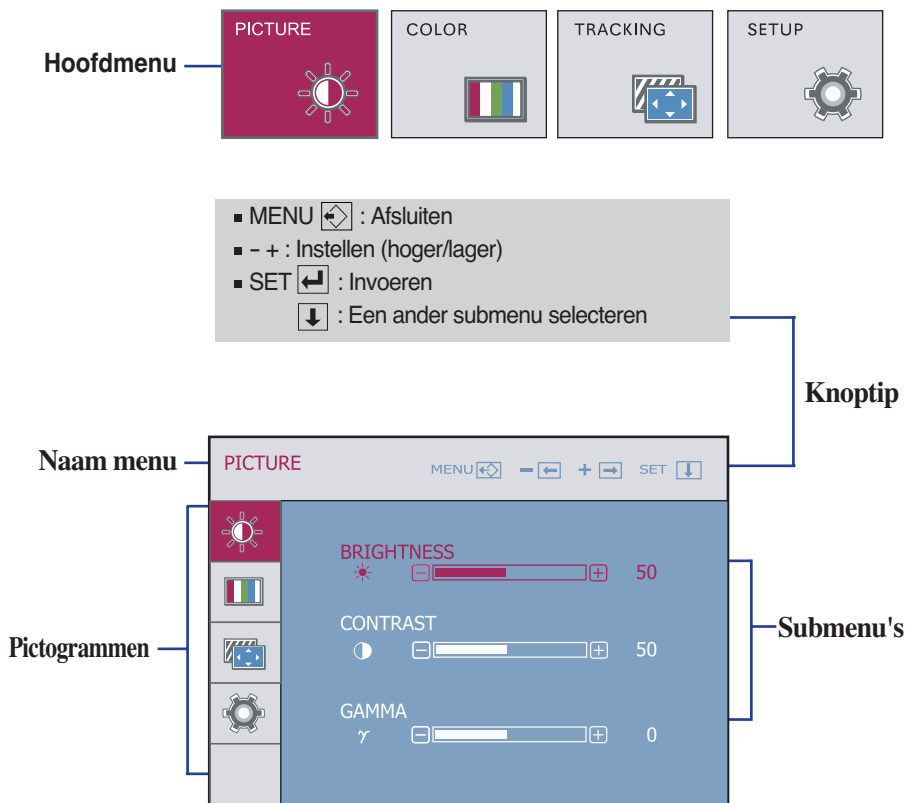 PICTURE COLOR TRACKING SETUP
Hoofdmenu
▪ MENU : Afsluiten
▪ - + : Instellen (hoger/lager)
▪ SET : Invoeren
: Een ander submenu selecteren
Knoptip
Naam menu
PICTURE MENU - + SET
BRIGHTNESS
50
CONTRAST
50
Submenu's
Pictogrammen
GAMMA
γ 0